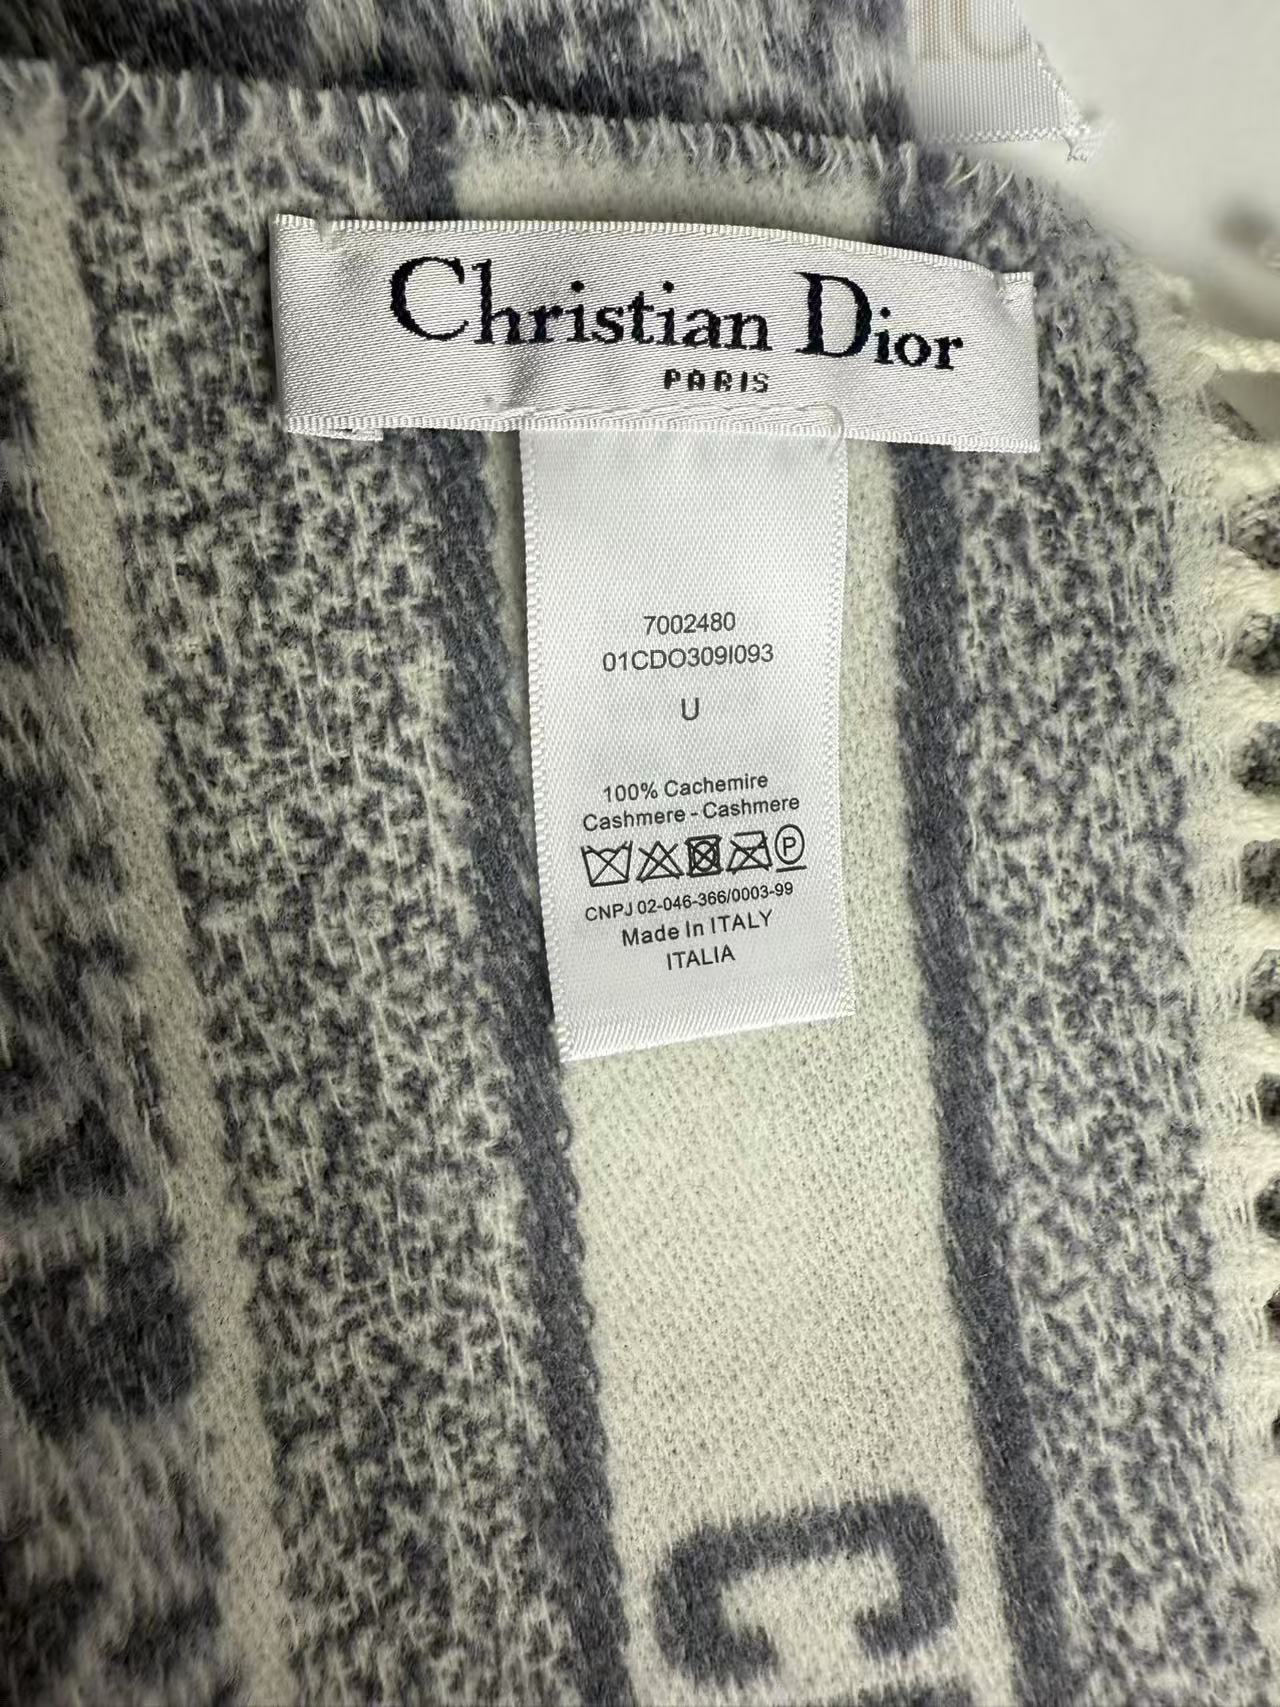 Christian Dior
PARIS
7002480
01CDO309I093
U
100% Cachemire
Cashmere - Cashmere
P
CNPJ 02-046-366/0003-99
Made In ITALY
ITALIA